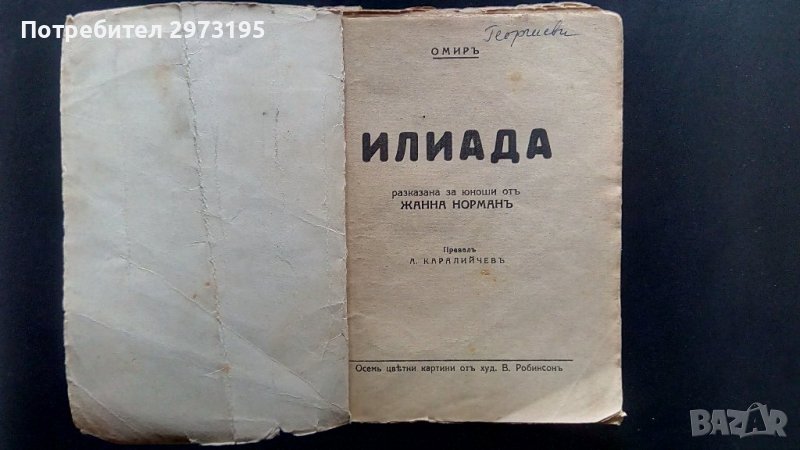 Потребител 2973195
Георгиеви
ОМИРЪ
ИЛИАДА
разказана за юноши отъ
ЖАННА НОРМАНЪ
Превелъ
А. КАРАЛИЙЧЕВЪ
Осемь цвѣтни картини отъ худ. В. Робинсонъ
BAZAR